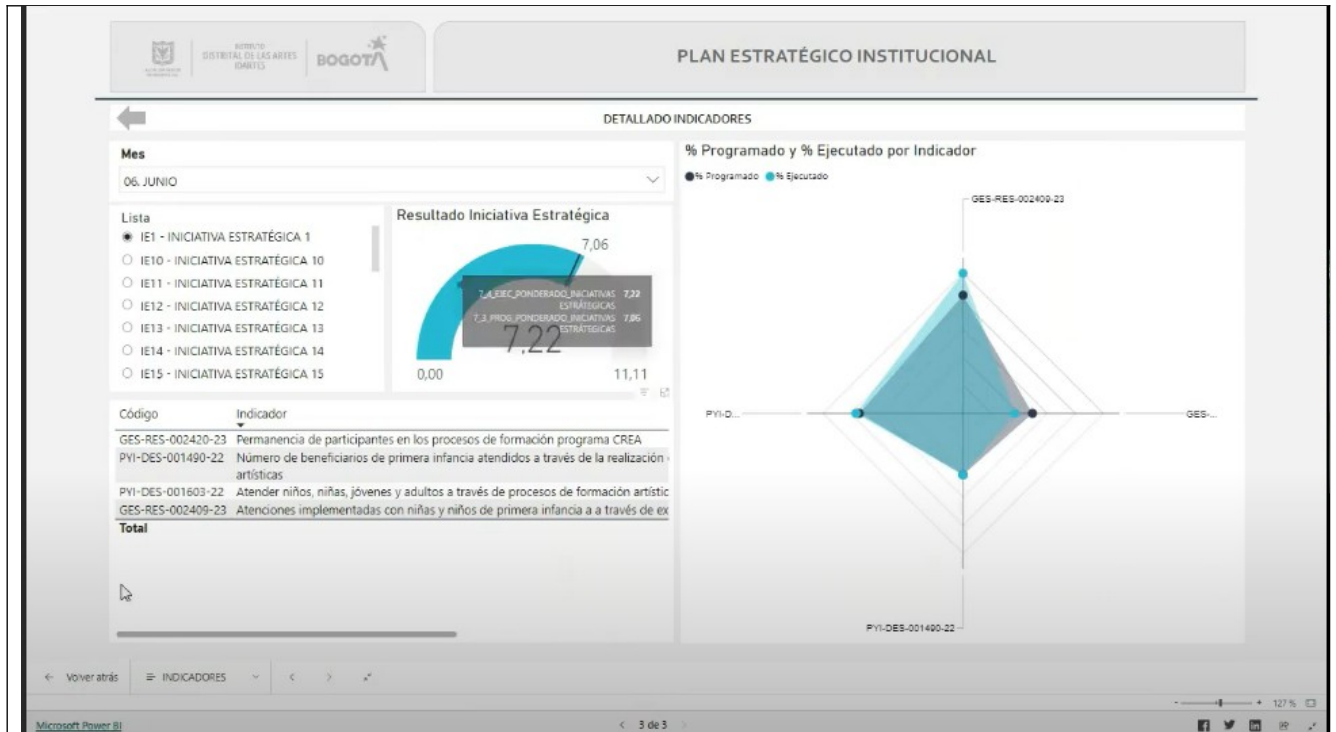 INSTITUTO
DISTRITAL DE LAS ARTES
IDARTES
BOGOTÁ
PLAN ESTRATÉGICO INSTITUCIONAL
DETALLADO INDICADORES
Mes
06. JUNIO
Lista
IE1 - INICIATIVA ESTRATÉGICA 1
IE10 - INICIATIVA ESTRATÉGICA 10
IE11 - INICIATIVA ESTRATÉGICA 11
IE12 - INICIATIVA ESTRATÉGICA 12
IE13 - INICIATIVA ESTRATÉGICA 13
IE14 - INICIATIVA ESTRATÉGICA 14
IE15 - INICIATIVA ESTRATÉGICA 15
Resultado Iniciativa Estratégica
7,06
7_4_EJEC_PONDERADO_INICIATIVAS 7,22
ESTRÁTEGICAS
7_3_PROG_PONDERADO_INICIATIVAS 7,06
ESTRÁTEGICAS
7,22
0,00 11,11
Código Indicador
GES-RES-002420-23 Permanencia de participantes en los procesos de formación programa CREA
PYI-DES-001490-22 Número de beneficiarios de primera infancia atendidos a través de la realización
artísticas
PYI-DES-001603-22 Atender niños, niñas, jóvenes y adultos a través de procesos de formación artístic
GES-RES-002409-23 Atenciones implementadas con niñas y niños de primera infancia a a través de ex
Total
% Programado y % Ejecutado por Indicador
% Programado % Ejecutado
GES-RES-002409-23
PYI-D... GES-...
PYI-DES-001490-22
Volver atrás INDICADORES
127 %
Microsoft Power BI 3 de 3